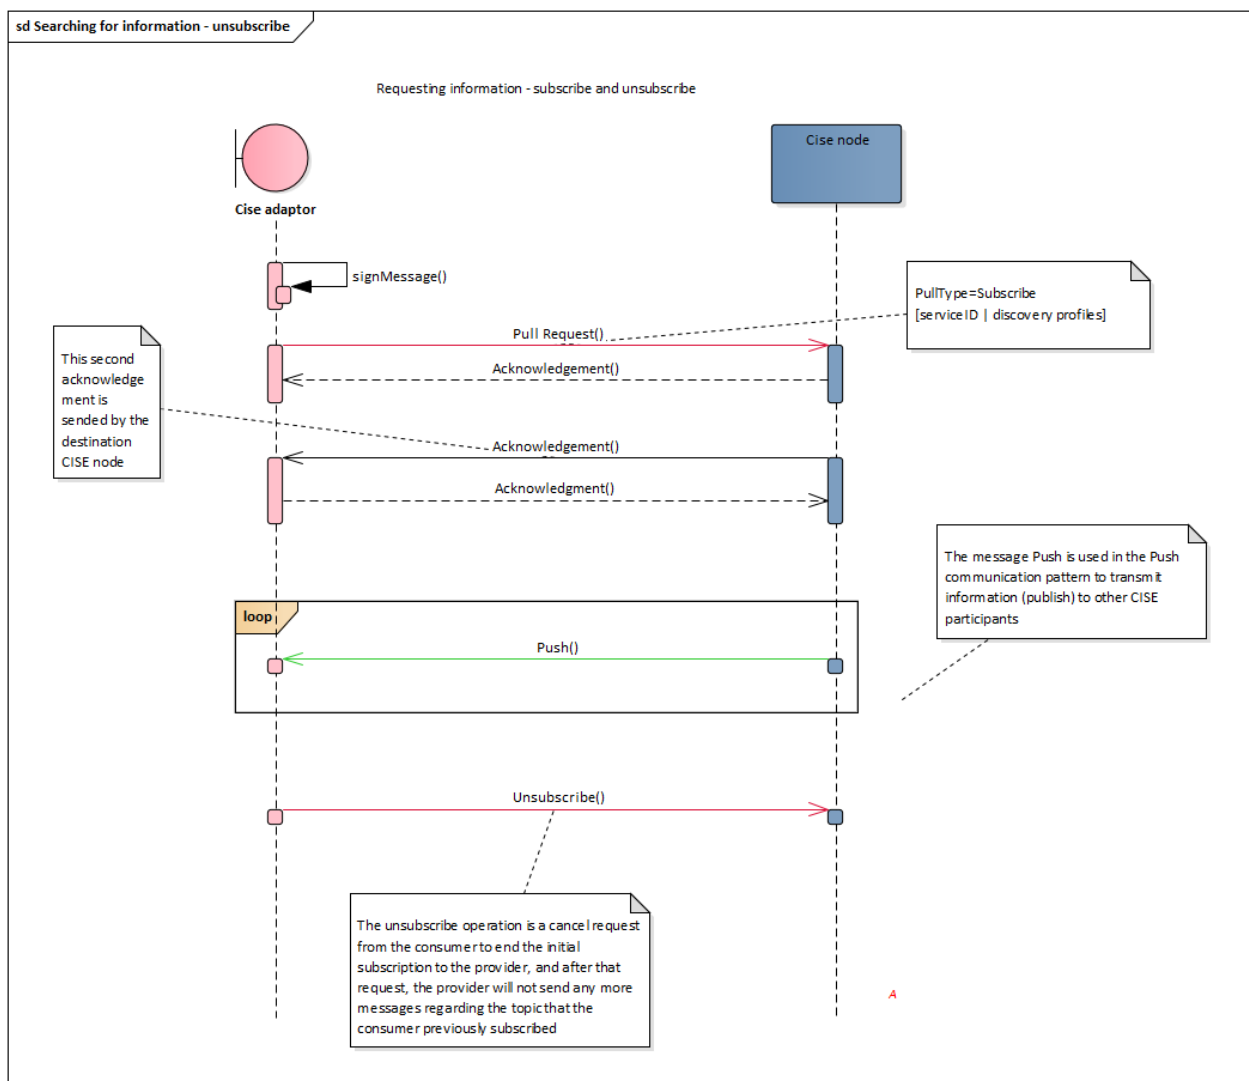 sd Searching for information - unsubscribe
Requesting information - subscribe and unsubscribe
Cise adaptor
Cise node
signMessage()
PullType=Subscribe
[serviceID | discovery profiles]
Pull Request()
This second
acknowledge
ment is
sended by the
destination
CISE node
Acknowledgement()
Acknowledgement()
Acknowledgment()
The message Push is used in the Push
communication pattern to transmit
information (publish) to other CISE
participants
loop
Push()
Unsubscribe()
The unsubscribe operation is a cancel request
from the consumer to end the initial
subscription to the provider, and after that
request, the provider will not send any more
messages regarding the topic that the
consumer previously subscribed
A